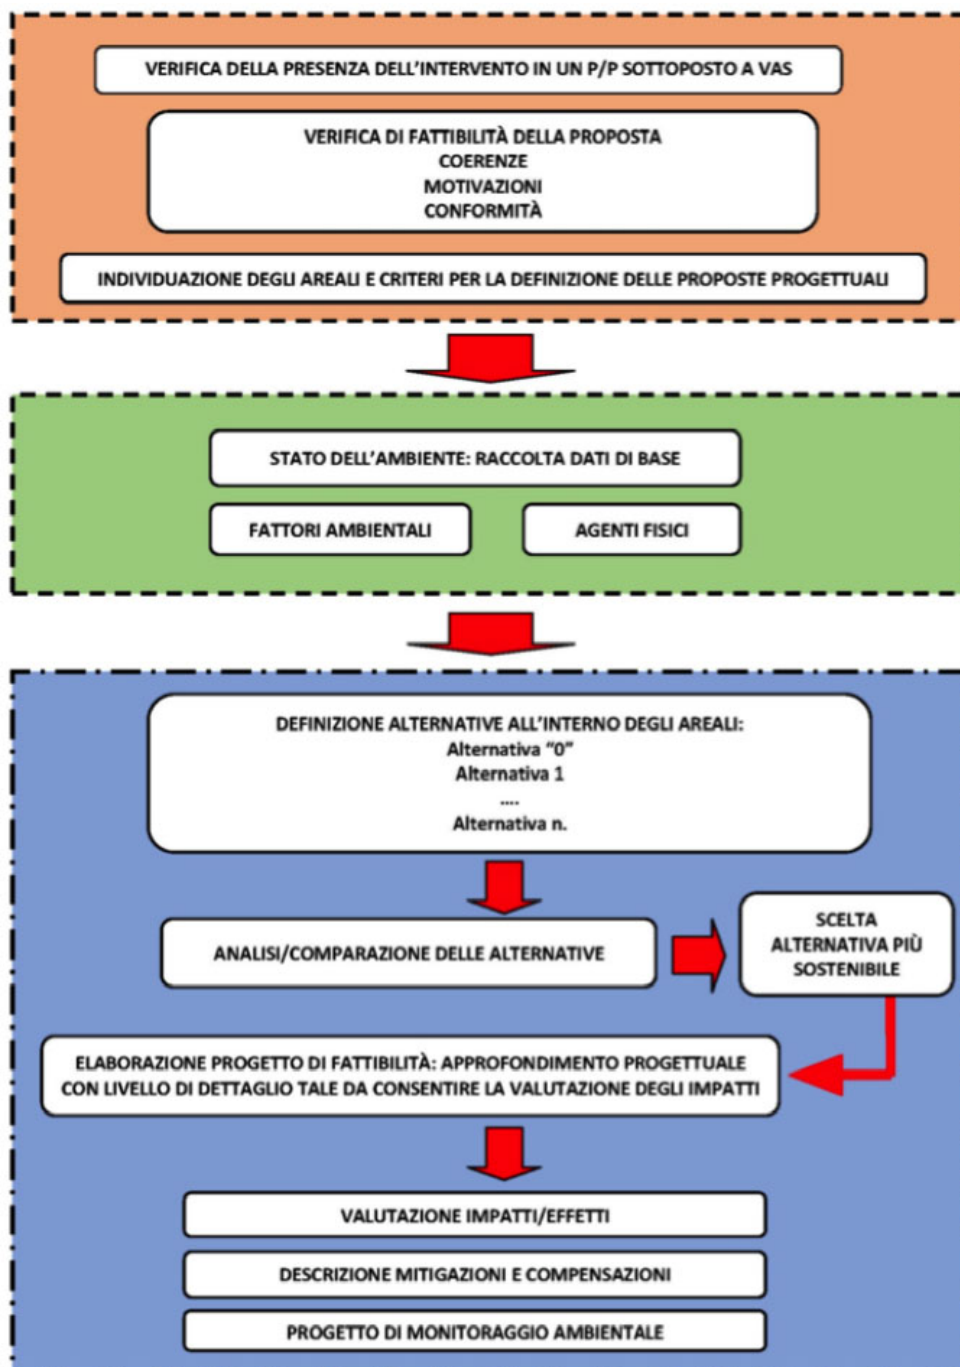 VERIFICA DELLA PRESENZA DELL'INTERVENTO IN UN P/P SOTTOPOSTO A VAS
VERIFICA DI FATTIBILITÀ DELLA PROPOSTA
COERENZE
MOTIVAZIONI
CONFORMITÀ
INDIVIDUAZIONE DEGLI AREALI E CRITERI PER LA DEFINIZIONE DELLE PROPOSTE PROGETTUALI
STATO DELL'AMBIENTE: RACCOLTA DATI DI BASE
FATTORI AMBIENTALI
AGENTI FISICI
DEFINIZIONE ALTERNATIVE ALL'INTERNO DEGLI AREALI:
Alternativa "0"
Alternativa 1
....
Alternativa n.
ANALISI/COMPARAZIONE DELLE ALTERNATIVE
SCELTA
ALTERNATIVA PIÙ
SOSTENIBILE
ELABORAZIONE PROGETTO DI FATTIBILITÀ: APPROFONDIMENTO PROGETTUALE
CON LIVELLO DI DETTAGLIO TALE DA CONSENTIRE LA VALUTAZIONE DEGLI IMPATTI
VALUTAZIONE IMPATTI/EFFETTI
DESCRIZIONE MITIGAZIONI E COMPENSAZIONI
PROGETTO DI MONITORAGGIO AMBIENTALE